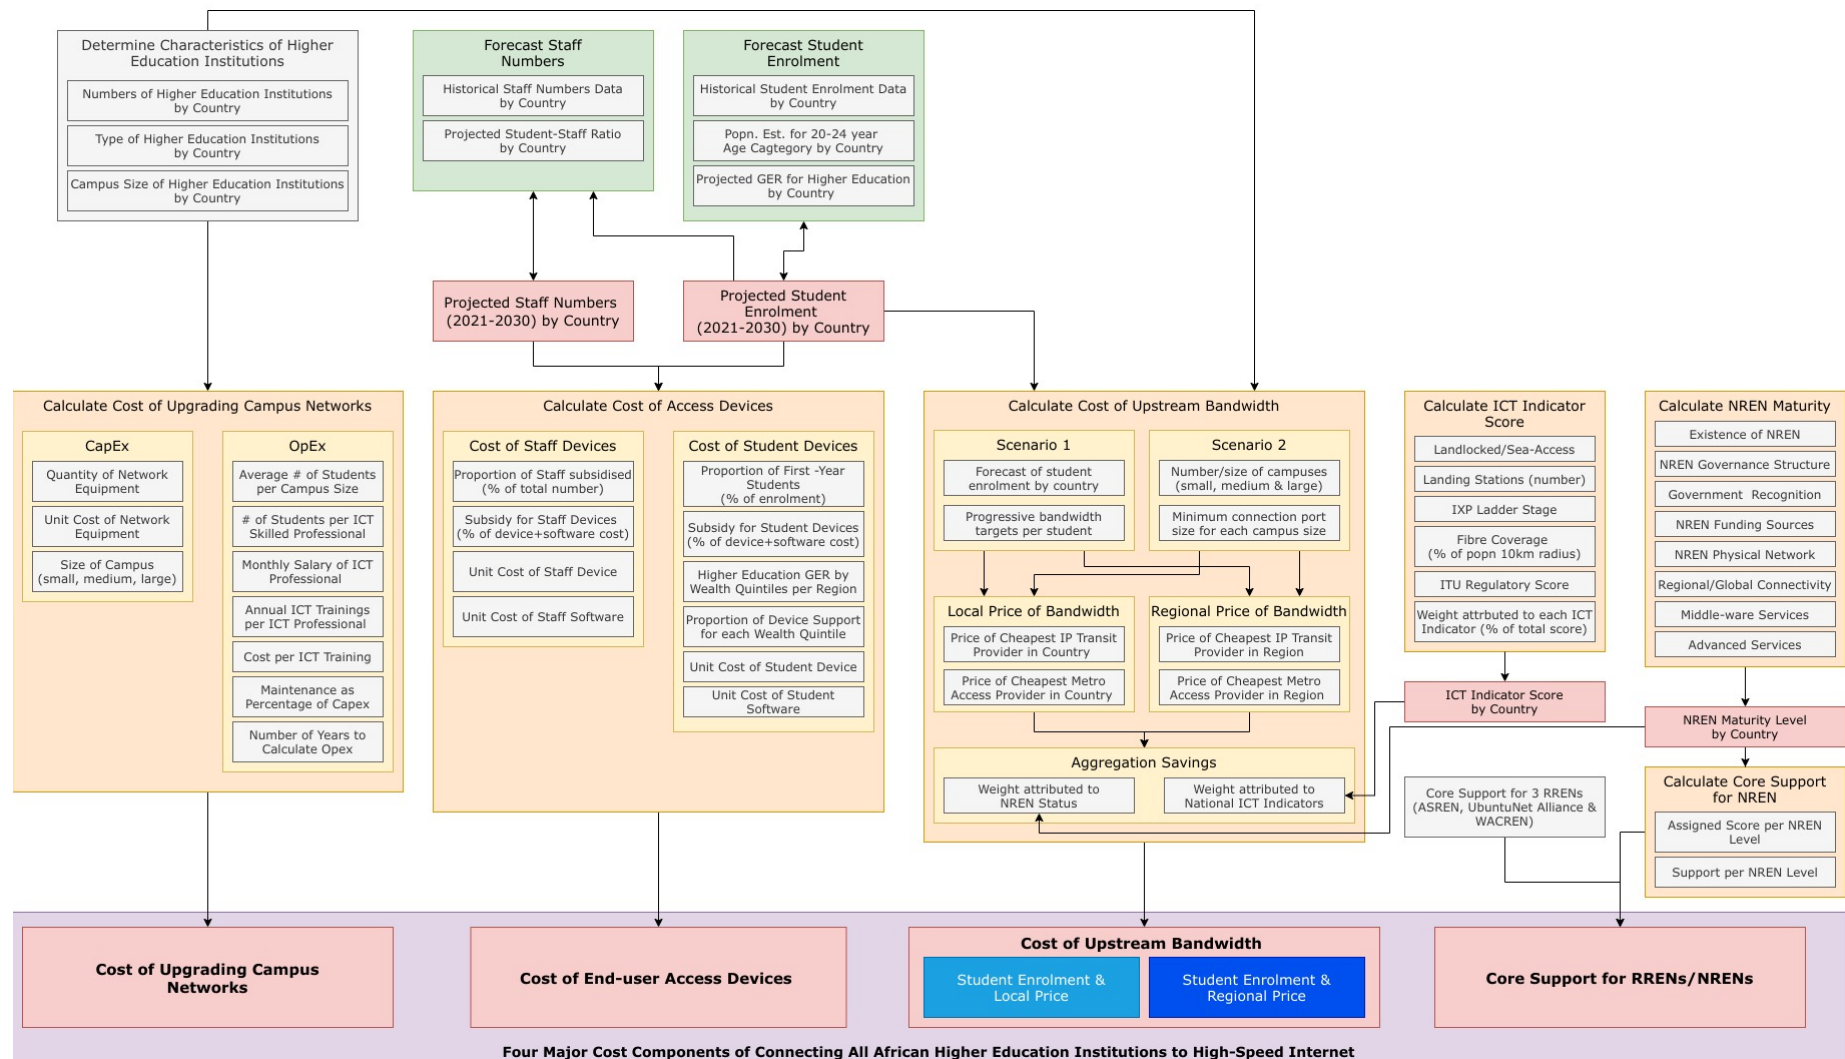 Determine Characteristics of Higher
Education Institutions
Numbers of Higher Education Institutions
by Country
Type of Higher Education Institutions
by Country
Campus Size of Higher Education Institutions
by Country
Forecast Staff
Numbers
Historical Staff Numbers Data
by Country
Projected Student-Staff Ratio
by Country
Forecast Student
Enrolment
Historical Student Enrolment Data
by Country
Popn. Est. for 20-24 year
Age Cagtegory by Country
Projected GER for Higher Education
by Country
Projected Staff Numbers
(2021-2030) by Country
Projected Student
Enrolment
(2021-2030) by Country
Calculate Cost of Upgrading Campus Networks
CapEx
Quantity of Network
Equipment
Unit Cost of Network
Equipment
Size of Campus
(small, medium, large)
OpEx
Average # of Students
per Campus Size
# of Students per ICT
Skilled Professional
Monthly Salary of ICT
Professional
Annual ICT Trainings
per ICT Professional
Cost per ICT Training
Maintenance as
Percentage of Capex
Number of Years to
Calculate Opex
Calculate Cost of Access Devices
Cost of Staff Devices
Proportion of Staff subsidised
(% of total number)
Subsidy for Staff Devices
(% of device+software cost)
Unit Cost of Staff Device
Unit Cost of Staff Software
Cost of Student Devices
Proportion of First -Year
Students
(% of enrolment)
Subsidy for Student Devices
(% of device+software cost)
Higher Education GER by
Wealth Quintiles per Region
Proportion of Device Support
for each Wealth Quintile
Unit Cost of Student Device
Unit Cost of Student
Software
Calculate Cost of Upstream Bandwidth
Scenario 1
Forecast of student
enrolment by country
Progressive bandwidth
targets per student
Scenario 2
Number/size of campuses
(small, medium & large)
Minimum connection port
size for each campus size
Local Price of Bandwidth
Price of Cheapest IP Transit
Provider in Country
Price of Cheapest Metro
Access Provider in Country
Regional Price of Bandwidth
Price of Cheapest IP Transit
Provider in Region
Price of Cheapest Metro
Access Provider in Region
Aggregation Savings
Weight attributed to
NREN Status
Weight attributed to
National ICT Indicators
Calculate ICT Indicator
Score
Landlocked/Sea-Access
Landing Stations (number)
IXP Ladder Stage
Fibre Coverage
(% of popn 10km radius)
ITU Regulatory Score
Weight attrbuted to each ICT
Indicator (% of total score)
ICT Indicator Score
by Country
Calculate NREN Maturity
Existence of NREN
NREN Governance Structure
Government  Recognition
NREN Funding Sources
NREN Physical Network
Regional/Global Connectivity
Middle-ware Services
Advanced Services
NREN Maturity Level
by Country
Core Support for 3 RRENs
(ASREN, UbuntuNet Alliance &
WACREN)
Calculate Core Support
for NREN
Assigned Score per NREN
Level
Support per NREN Level
Cost of Upgrading Campus
Networks
Cost of End-user Access Devices
Cost of Upstream Bandwidth
Student Enrolment &
Local Price
Student Enrolment &
Regional Price
Core Support for RRENs/NRENs
Four Major Cost Components of Connecting All African Higher Education Institutions to High-Speed Internet